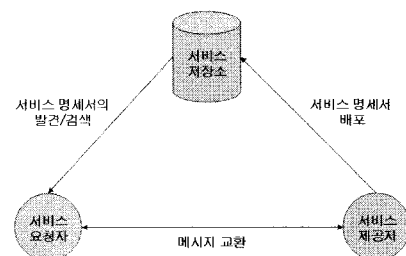 서비스
저장소
서비스 명세서의
발견/검색
서비스 명세서
배포
서비스
요청자
메시지 교환
서비스
제공자